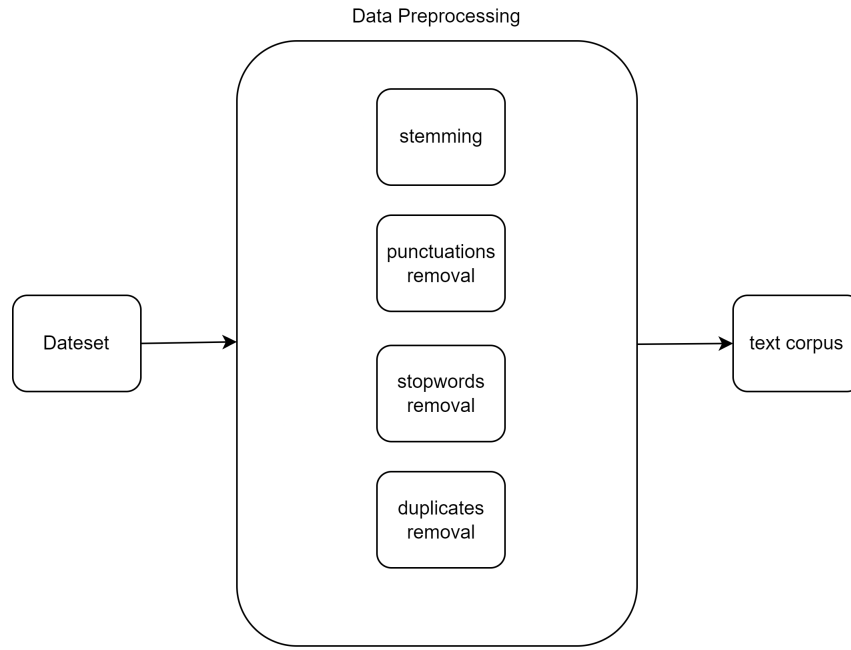 Data Preprocessing
stemming
punctuations
removal
Dateset
stopwords
removal
text corpus
duplicates
removal